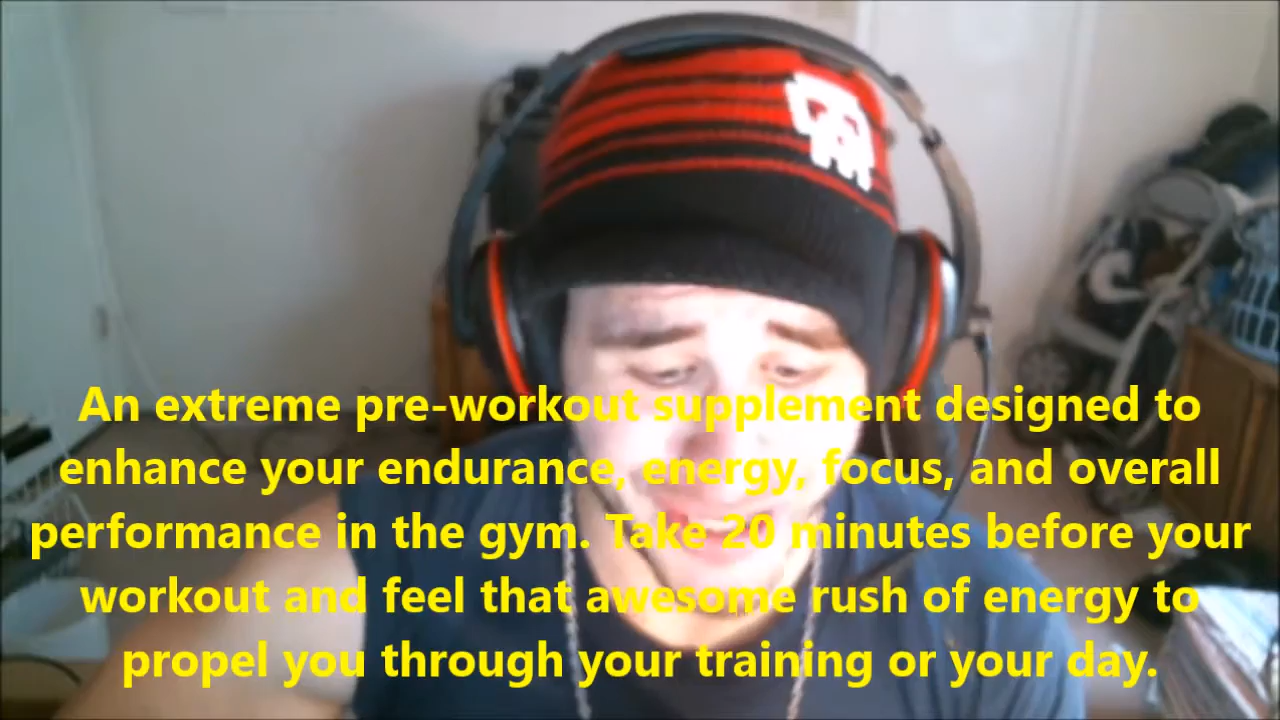 An extreme pre-workout supplement designed to
enhance your endurance, energy, focus, and overall
performance in the gym. Take 20 minutes before your
workout and feel that awesome rush of energy to
propel you through your training or your day.